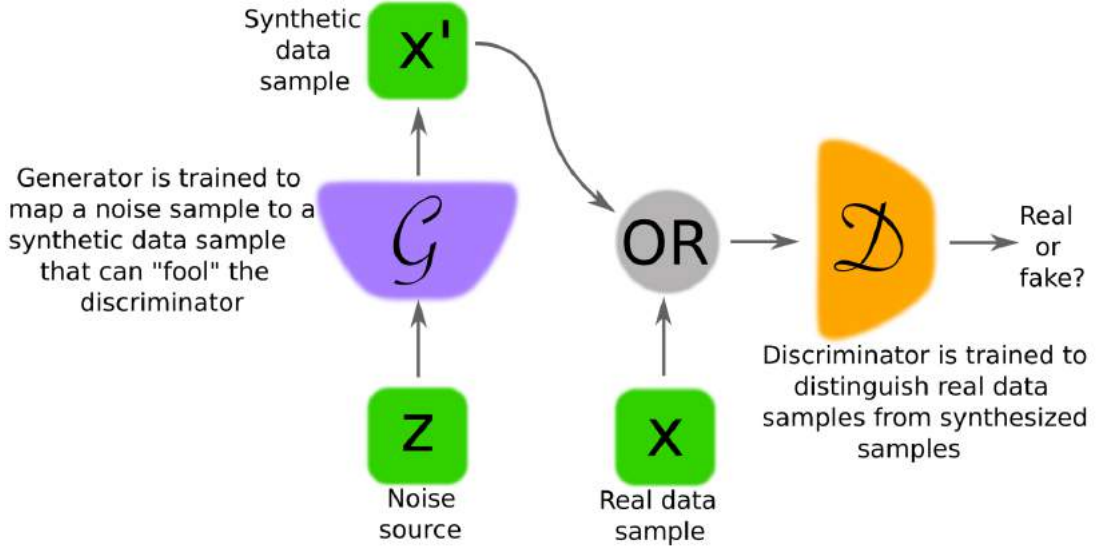 Synthetic
data
sample
x'
Generator is trained to
map a noise sample to a
synthetic data sample
that can "fool" the
discriminator
G
OR
D
Real
or
fake?
Discriminator is trained to
distinguish real data
samples from synthesized
samples
z
Noise
source
x
Real data
sample